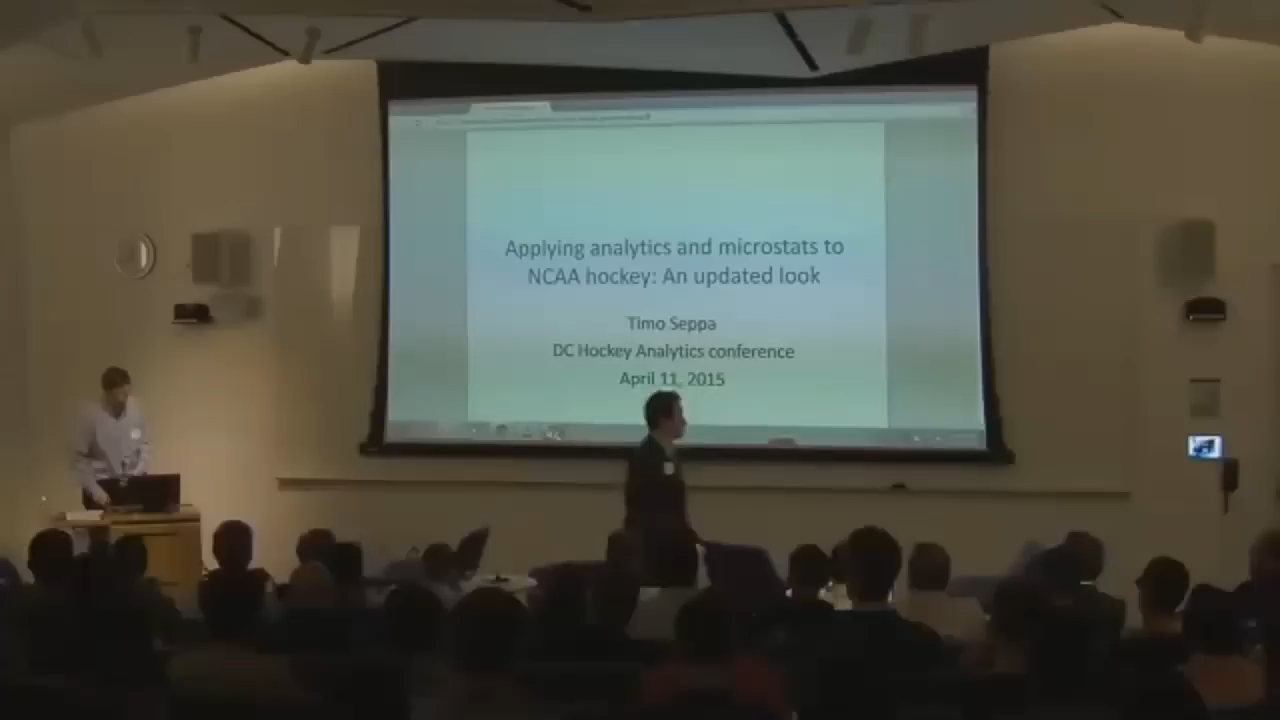 Applying analytics and microstats to
NCAA hockey: An updated look
Timo Seppa
DC Hockey Analytics conference
April 11, 2015